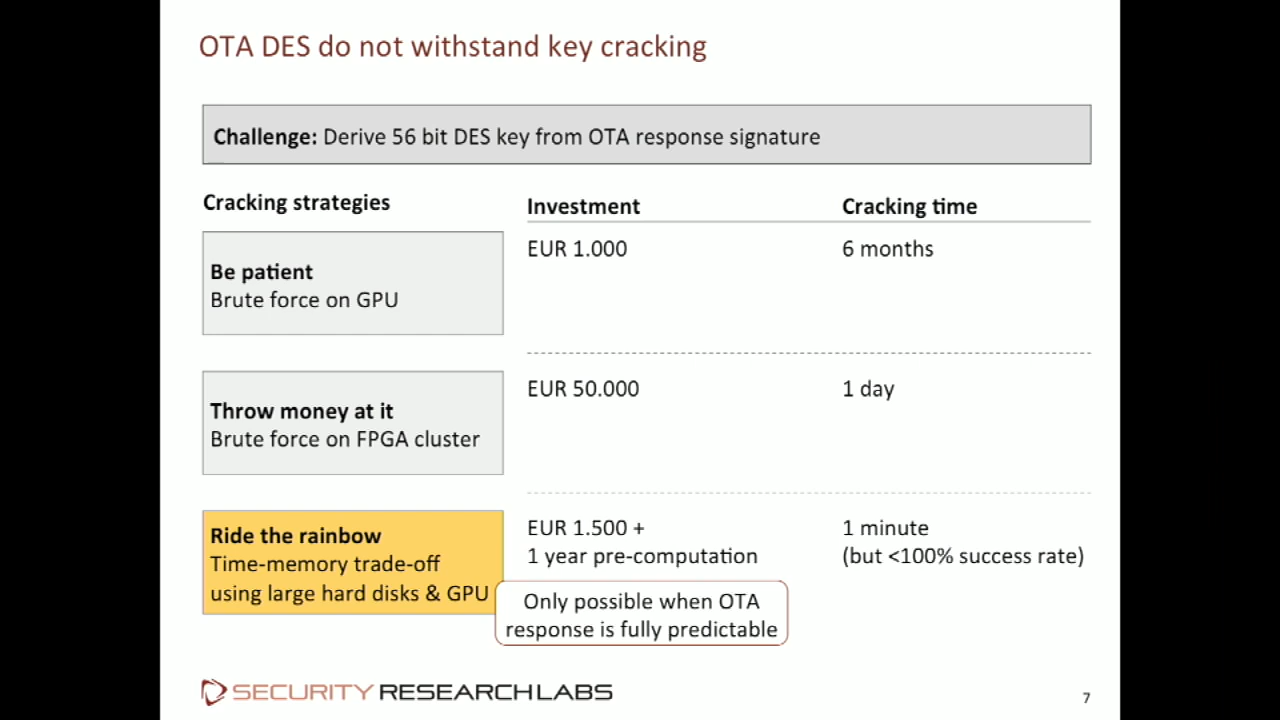 OTA DES do not withstand key cracking
Challenge: Derive 56 bit DES key from OTA response signature
Cracking strategies
Investment
Cracking time
Be patient
Brute force on GPU
EUR 1.000
6 months
Throw money at it
Brute force on FPGA cluster
EUR 50.000
1 day
Ride the rainbow
Time-memory trade-off
using large hard disks & GPU
EUR 1.500 +
1 year pre-computation
1 minute
(but <100% success rate)
Only possible when OTA
response is fully predictable
SECURITY RESEARCH LABS
7